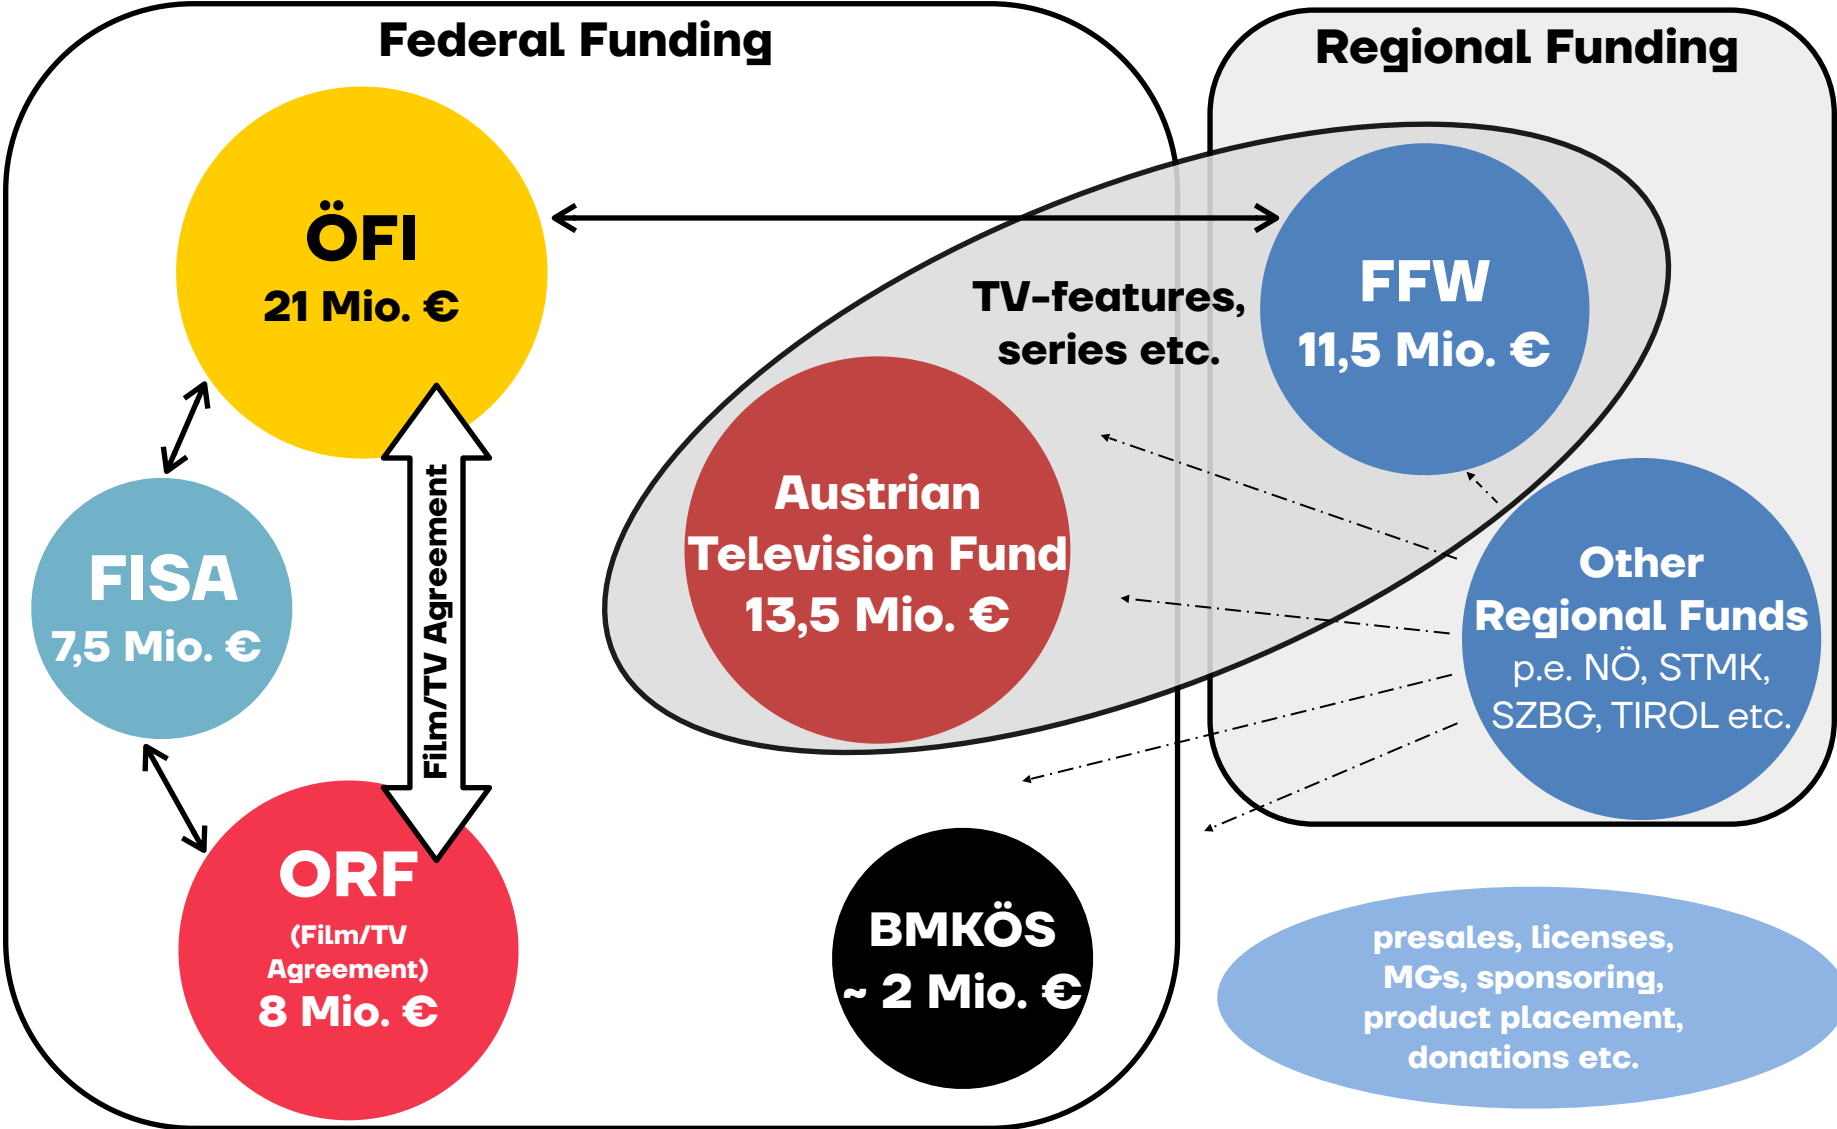 Federal Funding
Regional Funding
ÖFI
21 Mio. €
FFW
11,5 Mio. €
TV-features,
series etc.
Austrian
Television Fund
13,5 Mio. €
Film/TV Agreement
FISA
7,5 Mio. €
Other
Regional Funds
p.e. NÖ, STMK,
SZBG, TIROL etc.
ORF
(Film/TV
Agreement)
8 Mio. €
BMKÖS
~ 2 Mio. €
presales, licenses,
MGs, sponsoring,
product placement,
donations etc.